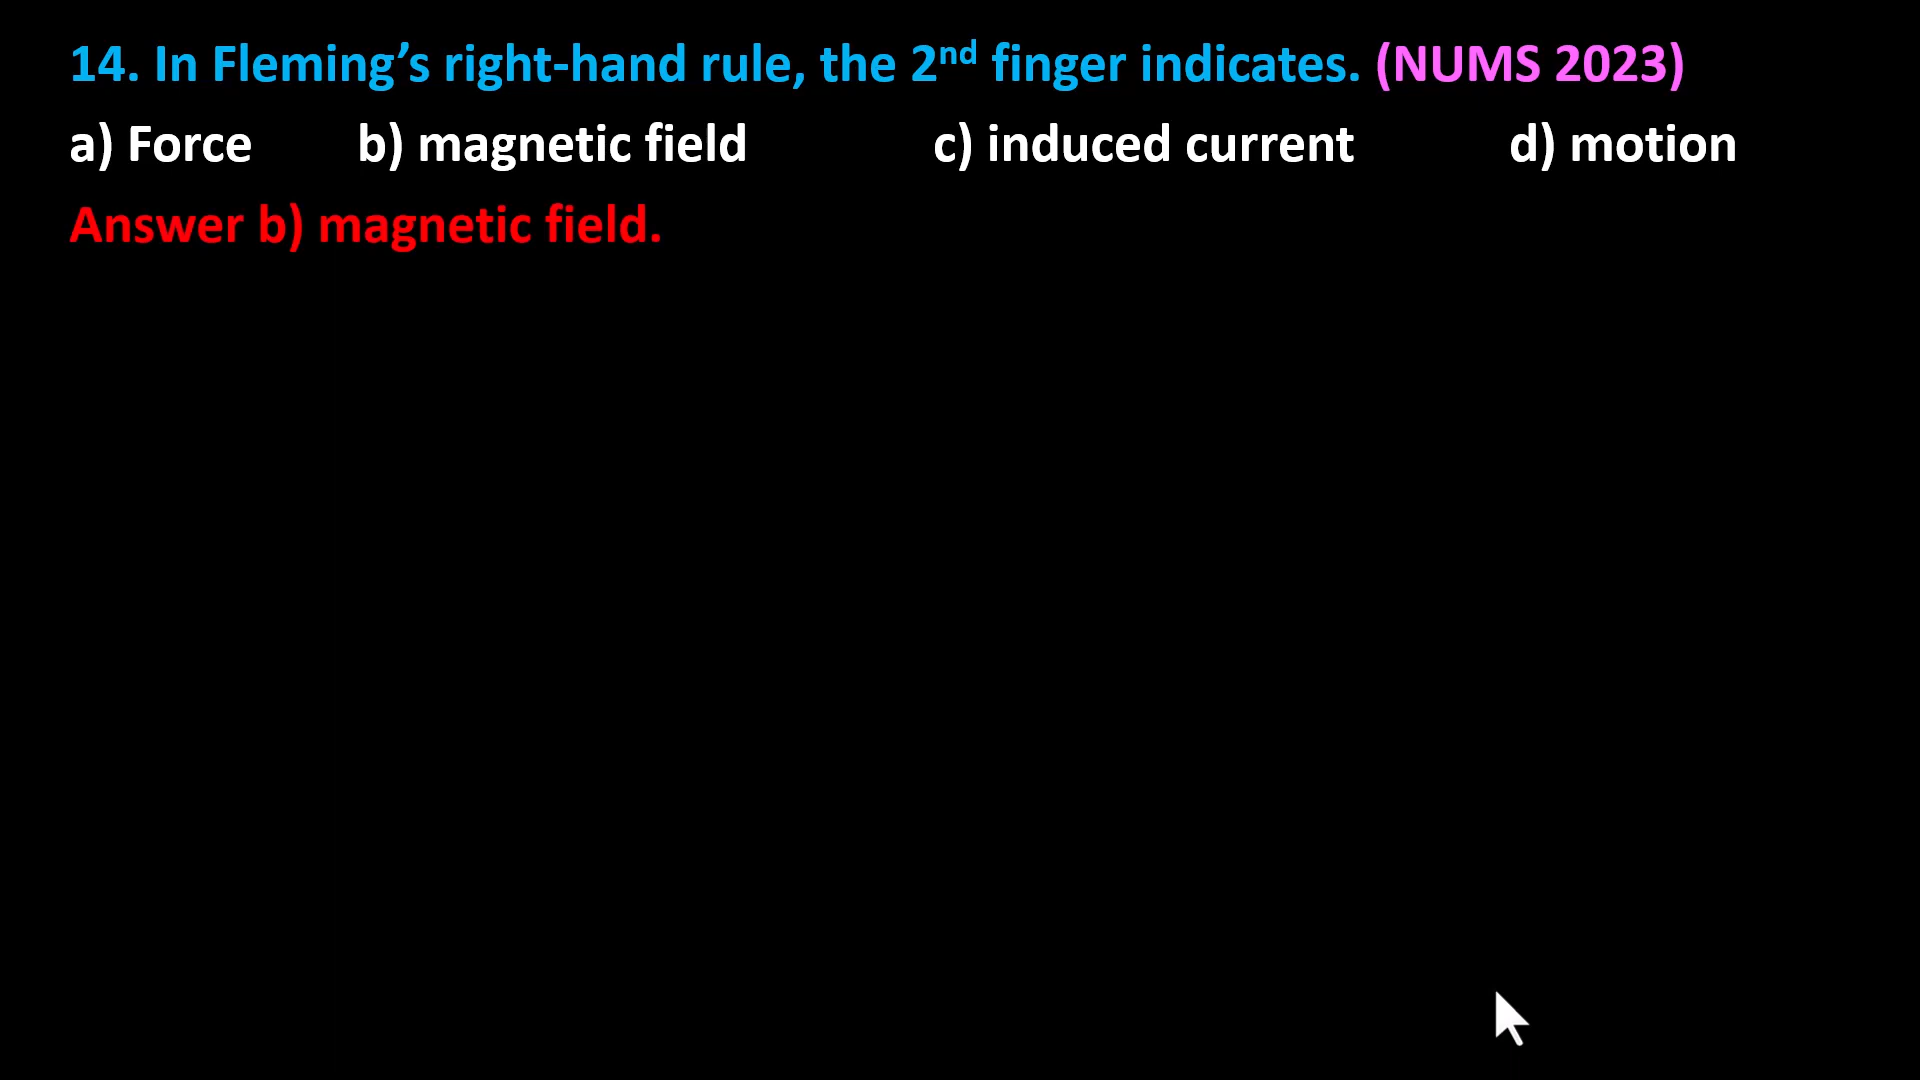 14. In Fleming’s right-hand rule, the 2nd finger indicates. (NUMS 2023)
a) Force b) magnetic field c) induced current d) motion
Answer b) magnetic field.